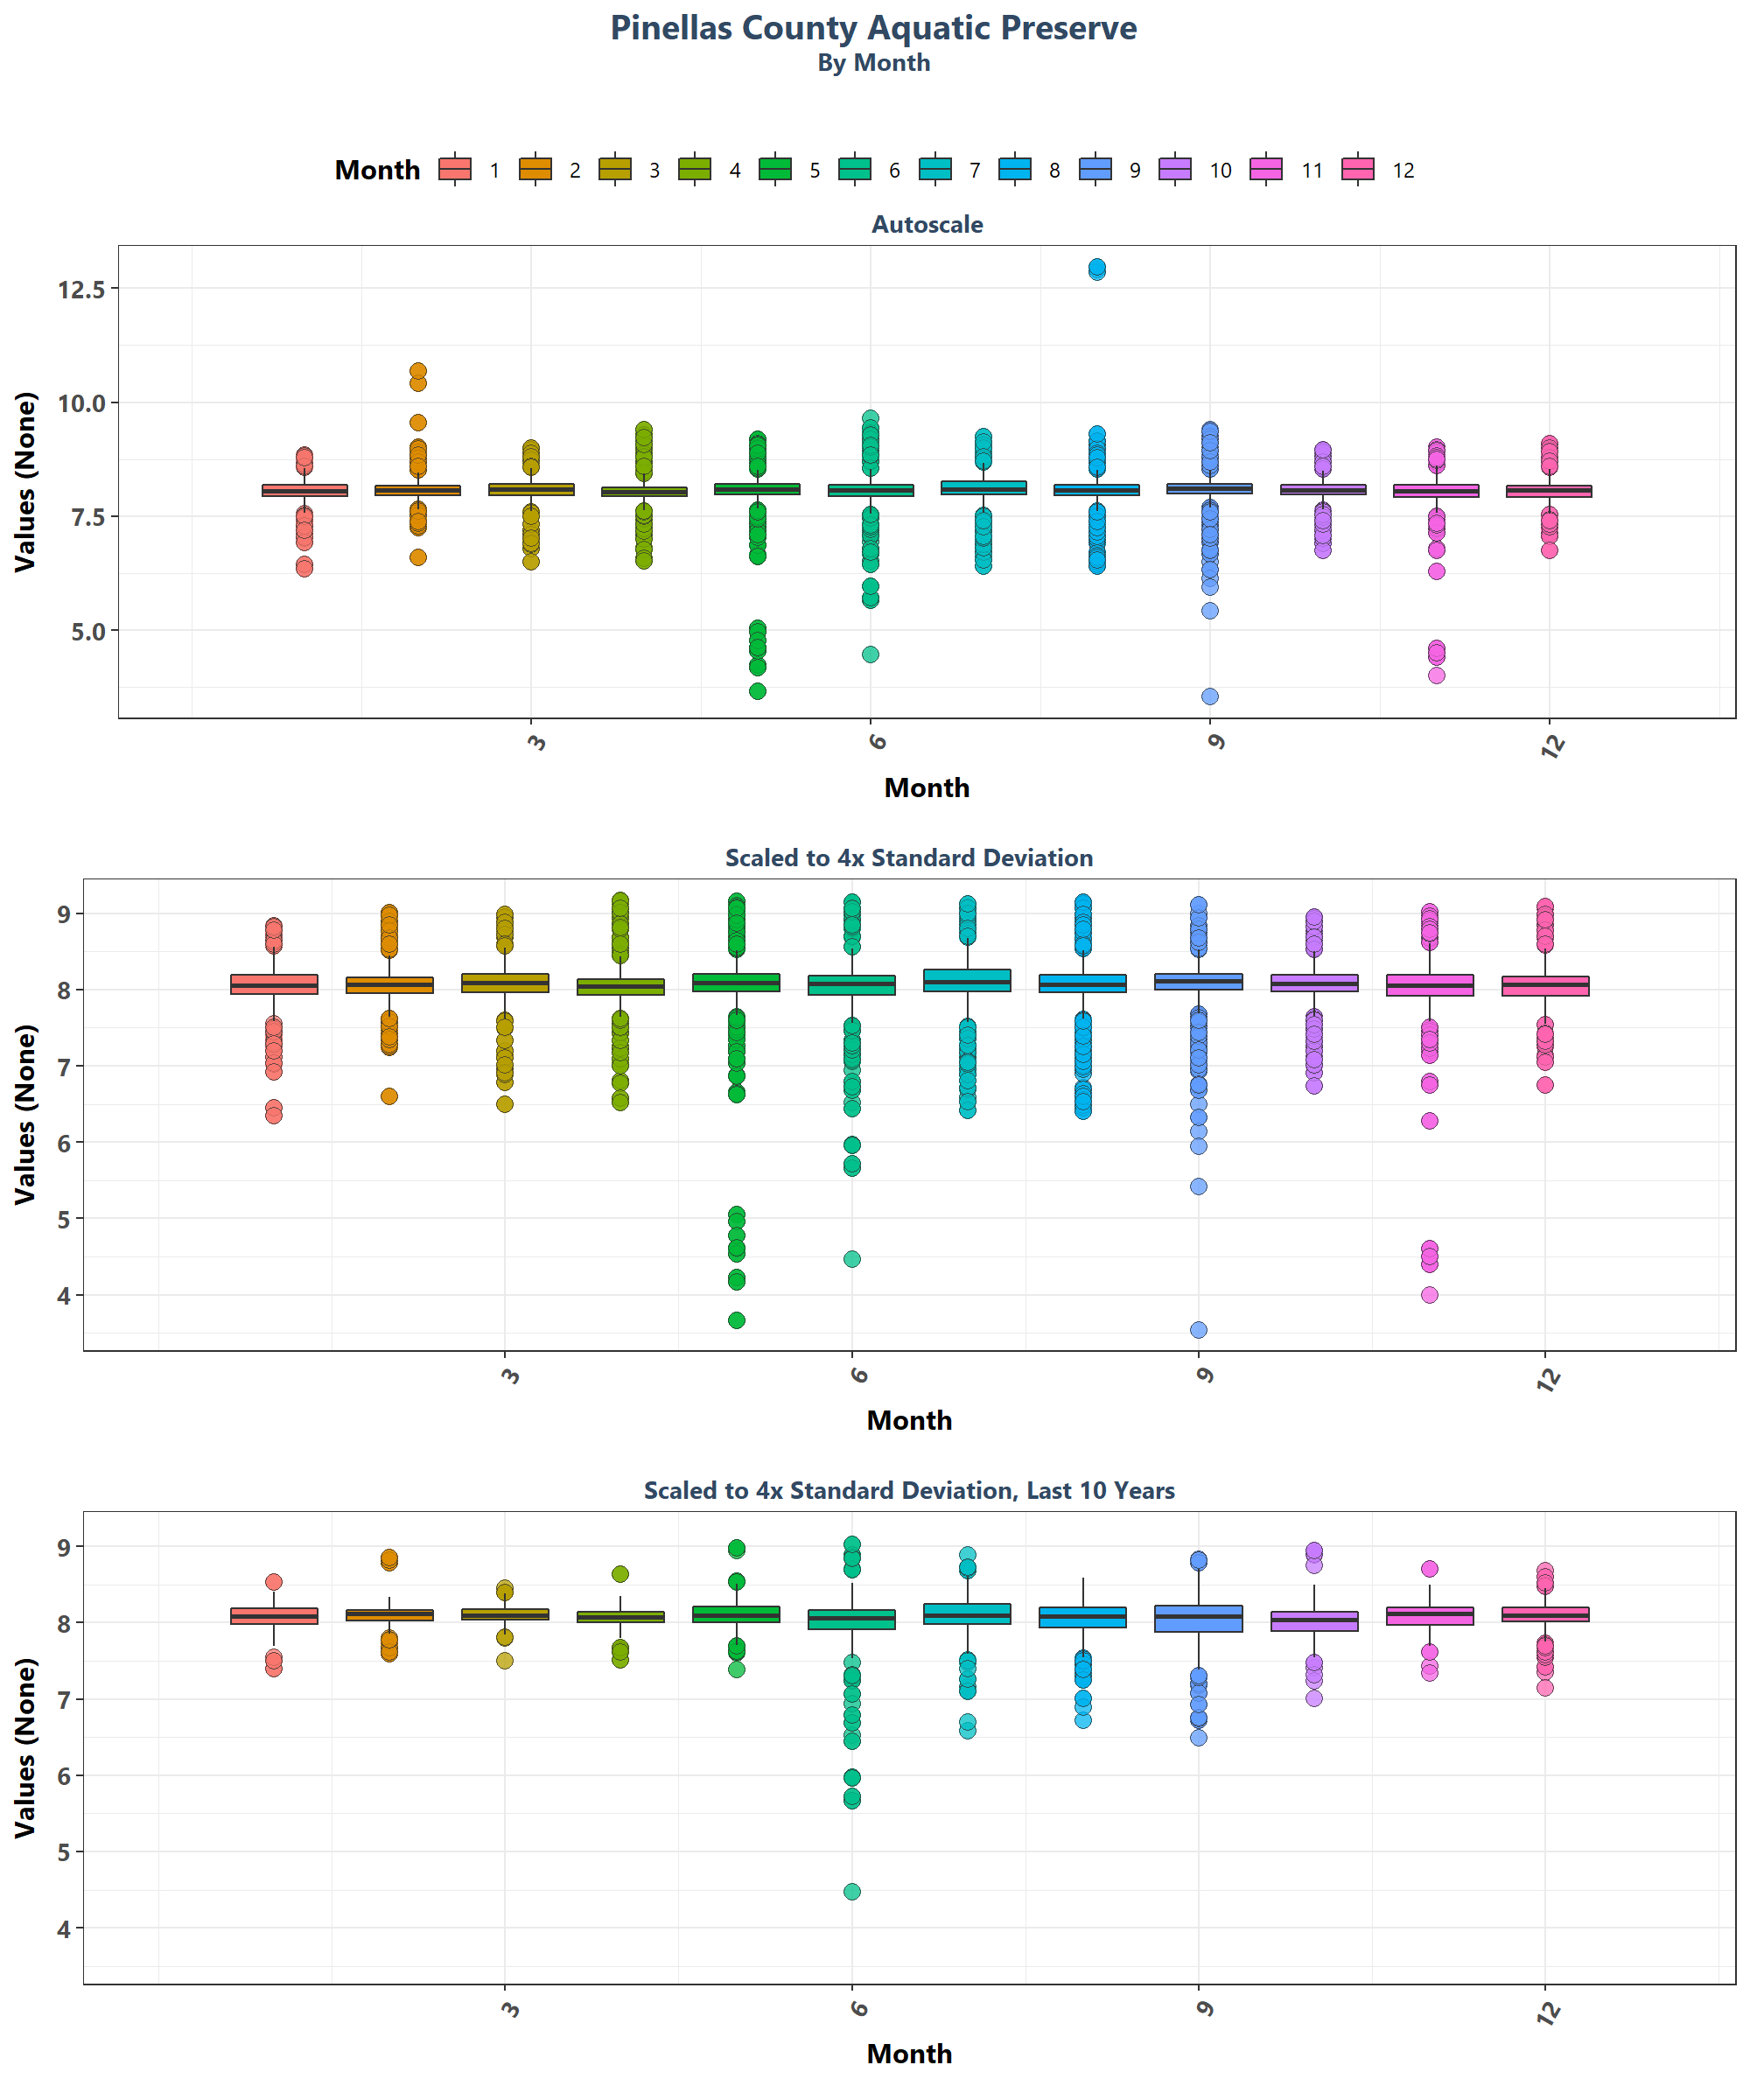 Pinellas County Aquatic Preserve
By Month
Month 1 2 3 4 5 6 7 8 9 10 11 12
Autoscale
Values (None)
12.5
10.0
7.5
5.0
3 6 9 12
Month
Scaled to 4x Standard Deviation
Values (None)
9
8
7
6
5
4
3 6 9 12
Month
Scaled to 4x Standard Deviation, Last 10 Years
Values (None)
9
8
7
6
5
4
3 6 9 12
Month